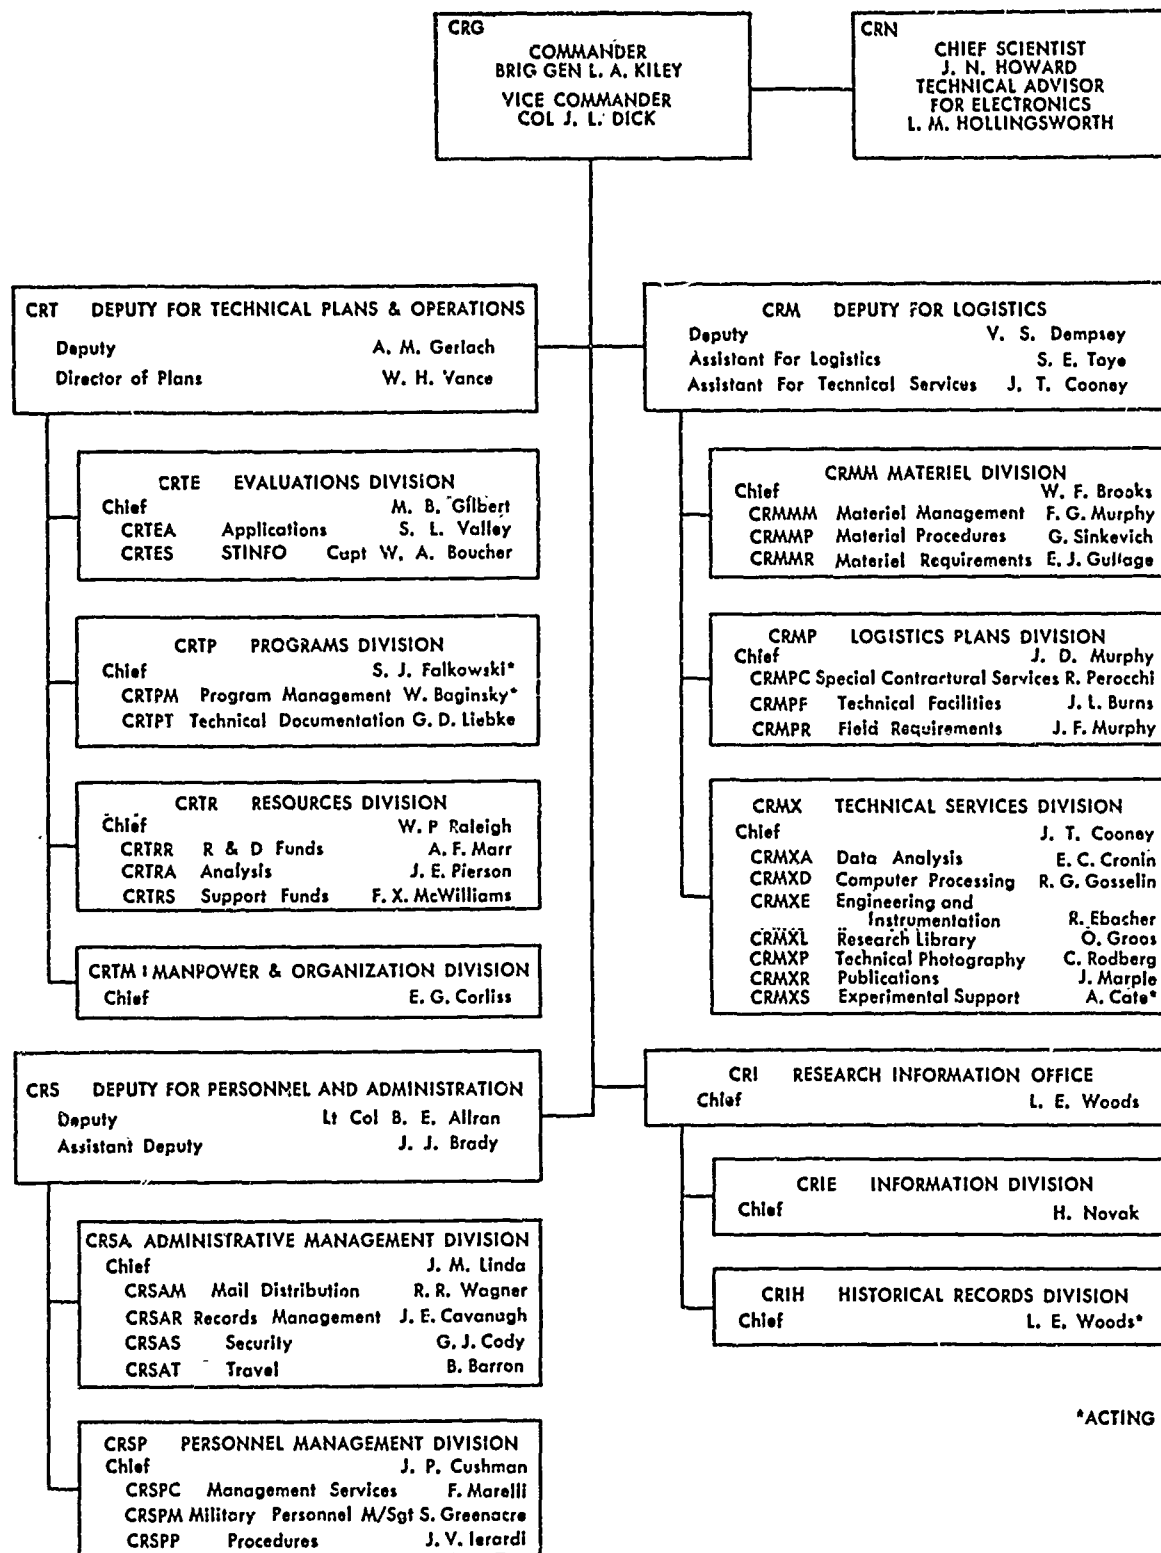 CRG
COMMANDER
BRIG GEN L. A. KILEY
VICE COMMANDER
COL J. L. DICK
CRN
CHIEF SCIENTIST
J. N. HOWARD
TECHNICAL ADVISOR
FOR ELECTRONICS
L. M. HOLLINGSWORTH
CRT DEPUTY FOR TECHNICAL PLANS & OPERATIONS
Deputy A. M. Gerlach
Director of Plans W. H. Vance
CRTE EVALUATIONS DIVISION
Chief M. B. Gilbert
CRTEA Applications S. L. Valley
CRTES STINFO Capt W. A. Boucher
CRTP PROGRAMS DIVISION
Chief S. J. Falkowski*
CRTPM Program Management W. Baginsky*
CRTPT Technical Documentation G. D. Liebke
CRTR RESOURCES DIVISION
Chief W. P Raleigh
CRTRR R & D Funds A. F. Marr
CRTRA Analysis J. E. Pierson
CRTRS Support Funds F. X. McWilliams
CRTM MANPOWER & ORGANIZATION DIVISION
Chief E. G. Corliss
CRS DEPUTY FOR PERSONNEL AND ADMINISTRATION
Deputy Lt Col B. E. Allran
Assistant Deputy J. J. Brady
CRSA ADMINISTRATIVE MANAGEMENT DIVISION
Chief J. M. Linda
CRSAM Mail Distribution R. R. Wagner
CRSAR Records Management J. E. Cavanugh
CRSAS Security G. J. Cody
CRSAT Travel B. Barron
CRSP PERSONNEL MANAGEMENT DIVISION
Chief J. P. Cushman
CRSPC Management Services F. Marelli
CRSPM Military Personnel M/Sgt S. Greenacre
CRSPP Procedures J. V. Ierardi
CRM DEPUTY FOR LOGISTICS
Deputy V. S. Dempsey
Assistant For Logistics S. E. Toye
Assistant For Technical Services J. T. Cooney
CRMM MATERIEL DIVISION
Chief W. F. Brooks
CRMMM Materiel Management F. G. Murphy
CRMMP Material Procedures G. Sinkevich
CRMMR Materiel Requirements E. J. Gullage
CRMP LOGISTICS PLANS DIVISION
Chief J. D. Murphy
CRMPC Special Contractural Services R. Perocchi
CRMPF Technical Facilities J. L. Burns
CRMPR Field Requirements J. F. Murphy
CRMX TECHNICAL SERVICES DIVISION
Chief J. T. Cooney
CRMXA Data Analysis E. C. Cronin
CRMXD Computer Processing R. G. Gosselin
CRMXE Engineering and
Instrumentation R. Ebacher
CRMXL Research Library O. Groos
CRMXP Technical Photography C. Rodberg
CRMXR Publications J. Marple
CRMXS Experimental Support A. Cate*
CRI RESEARCH INFORMATION OFFICE
Chief L. E. Woods
CRIE INFORMATION DIVISION
Chief H. Novak
CRIH HISTORICAL RECORDS DIVISION
Chief L. E. Woods*
*ACTING